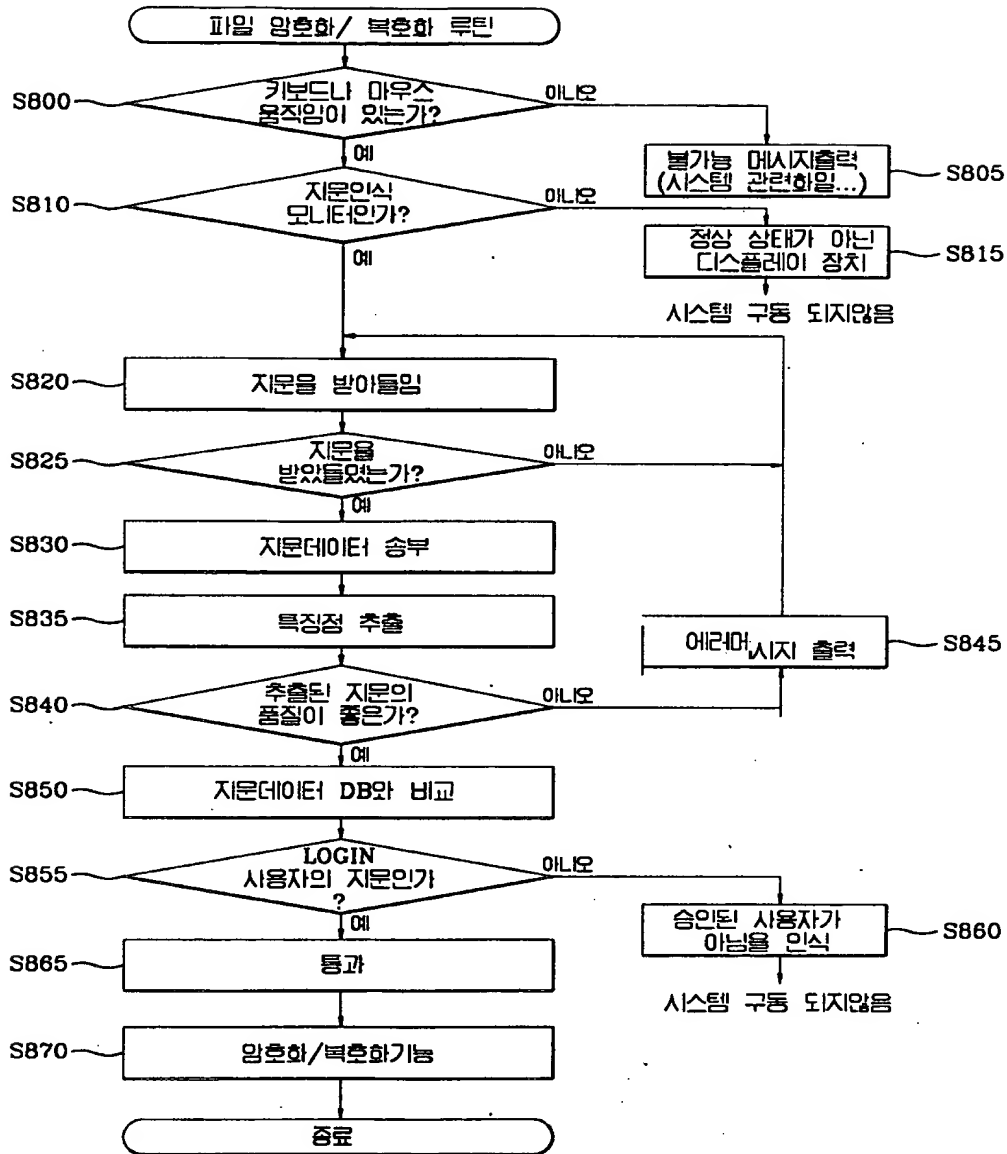 파일 암호화/ 복호화 루틴
S800
키보드나 마우스
움직임이 있는가?
아니오
예
불가능 메시지출력
(시스템 관련화일...)
S805
S810
지문인식
모니터인가?
아니오
예
정상 상태가 아닌
디스플레이 장치
S815
시스템 구동 되지않음
S820
지문을 받아들임
S825
지문을
받았들였는가?
아니오
예
S830
지문데이터 송부
S835
특징점 추출
에러메시지 출력
S845
S840
추출된 지문의
품질이 좋은가?
아니오
예
S850
지문데이터 DB와 비교
S855
LOGIN
사용자의 지문인가
?
아니오
예
승인된 사용자가
아님을 인식
S860
시스템 구동 되지않음
S865
통과
S870
암호화/복호화기능
종료